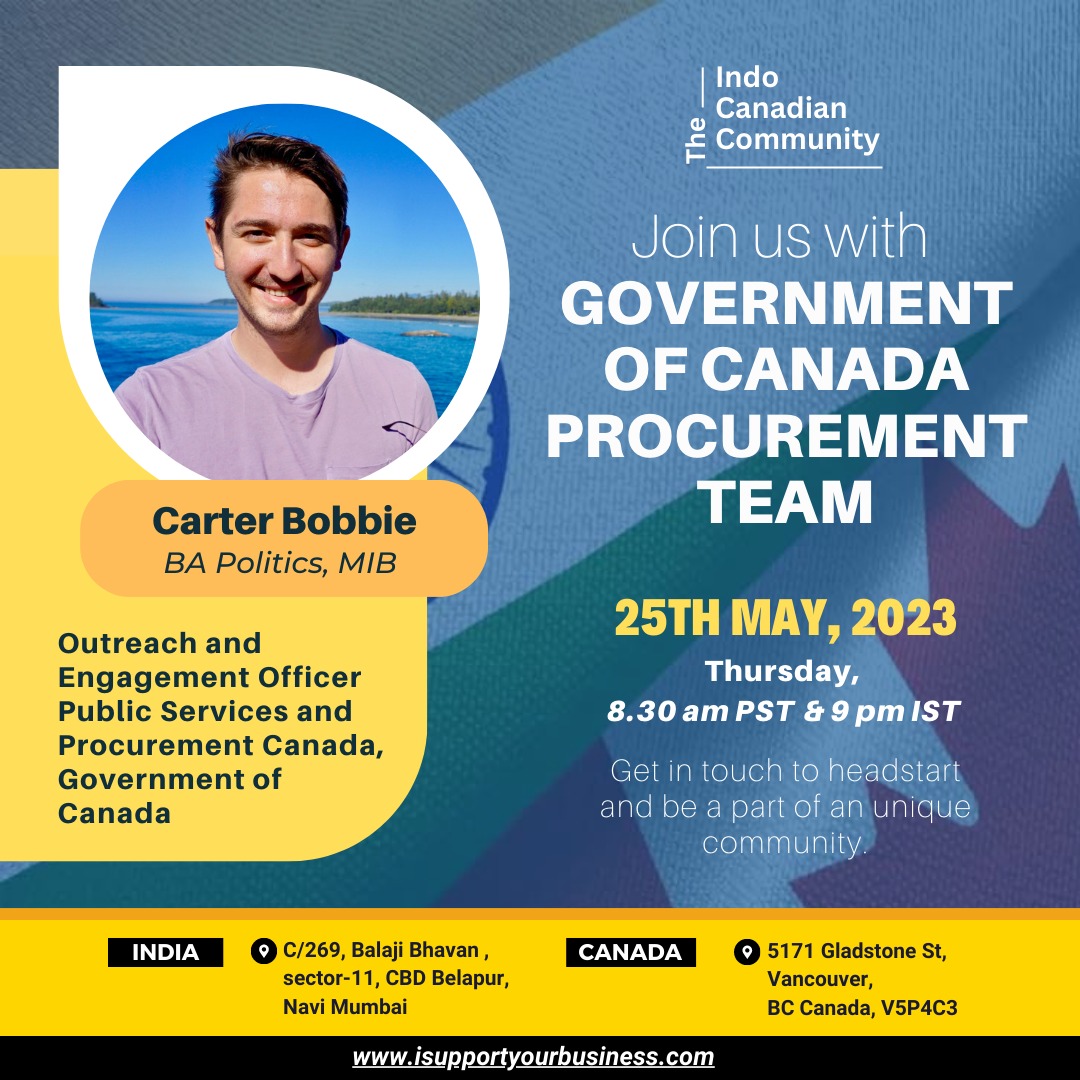 The
Indo
Canadian
Community
Join us with
GOVERNMENT
OF CANADA
PROCUREMENT
TEAM
25TH MAY, 2023
Thursday,
8.30 am PST & 9 pm IST
Get in touch to headstart
and be a part of an unique
community.
Carter Bobbie
BA Politics, MIB
Outreach and
Engagement Officer
Public Services and
Procurement Canada,
Government of
Canada
INDIA
C/269, Balaji Bhavan ,
sector-11, CBD Belapur,
Navi Mumbai
CANADA
5171 Gladstone St,
Vancouver,
BC Canada, V5P4C3
www.isupportyourbusiness.com